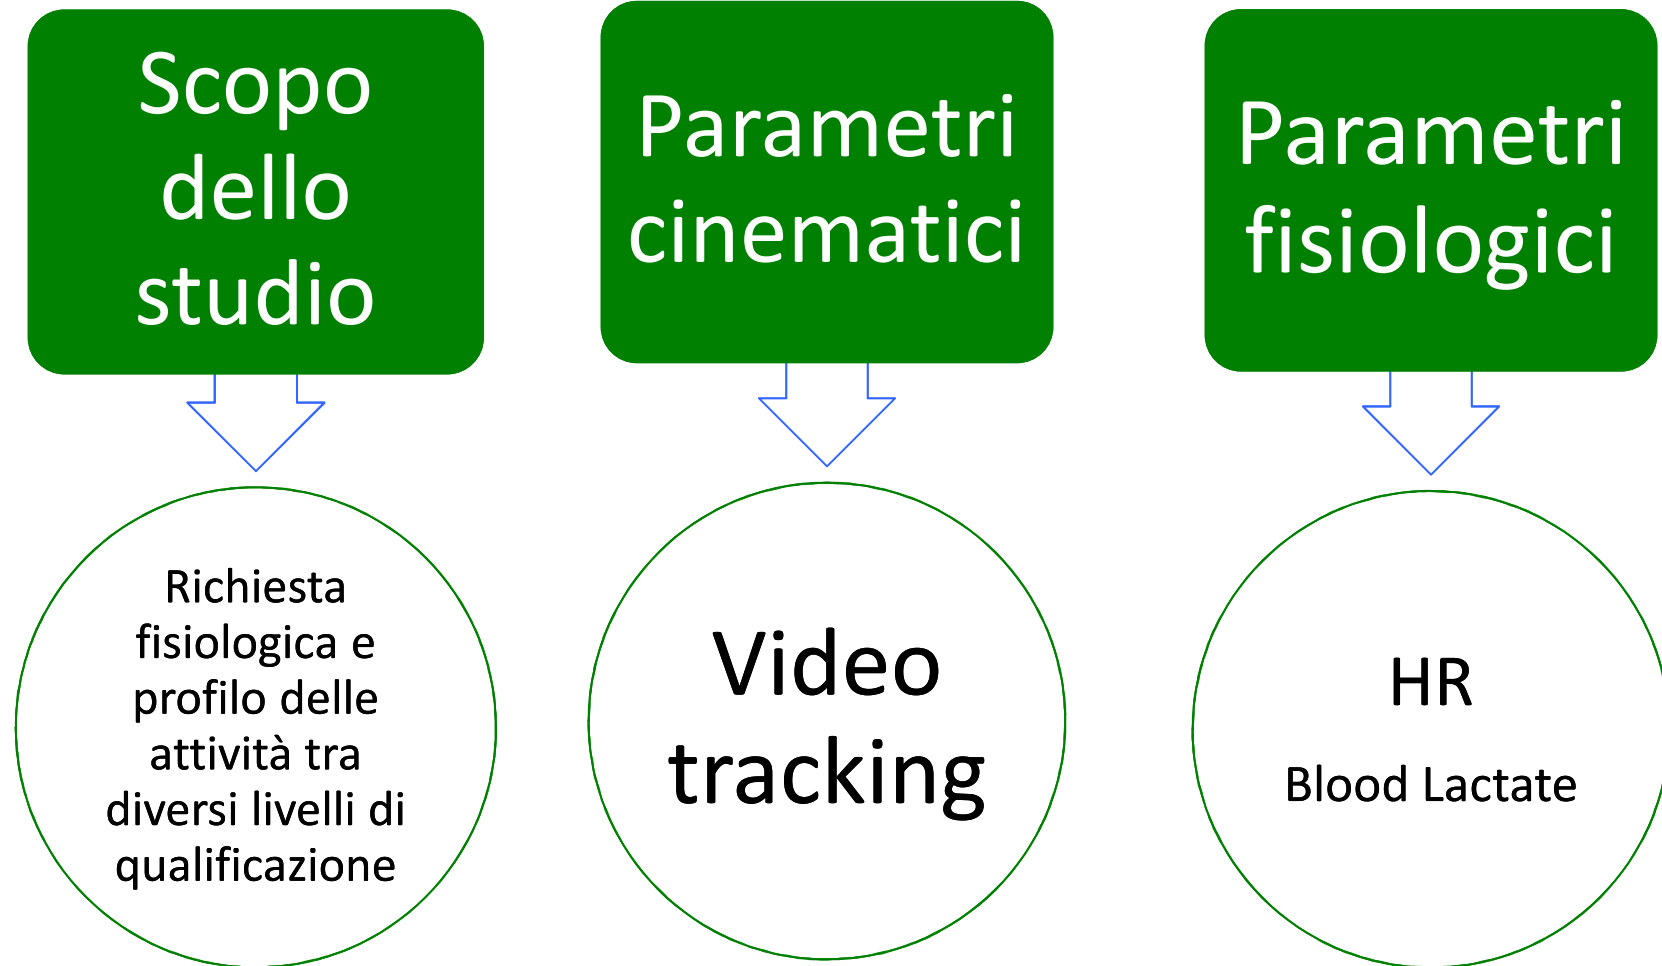 Scopo
dello
studio
Richiesta
fisiologica e
profilo delle
attività tra
diversi livelli di
qualificazione
Parametri
cinematici
Video
tracking
Parametri
fisiologici
HR
Blood Lactate